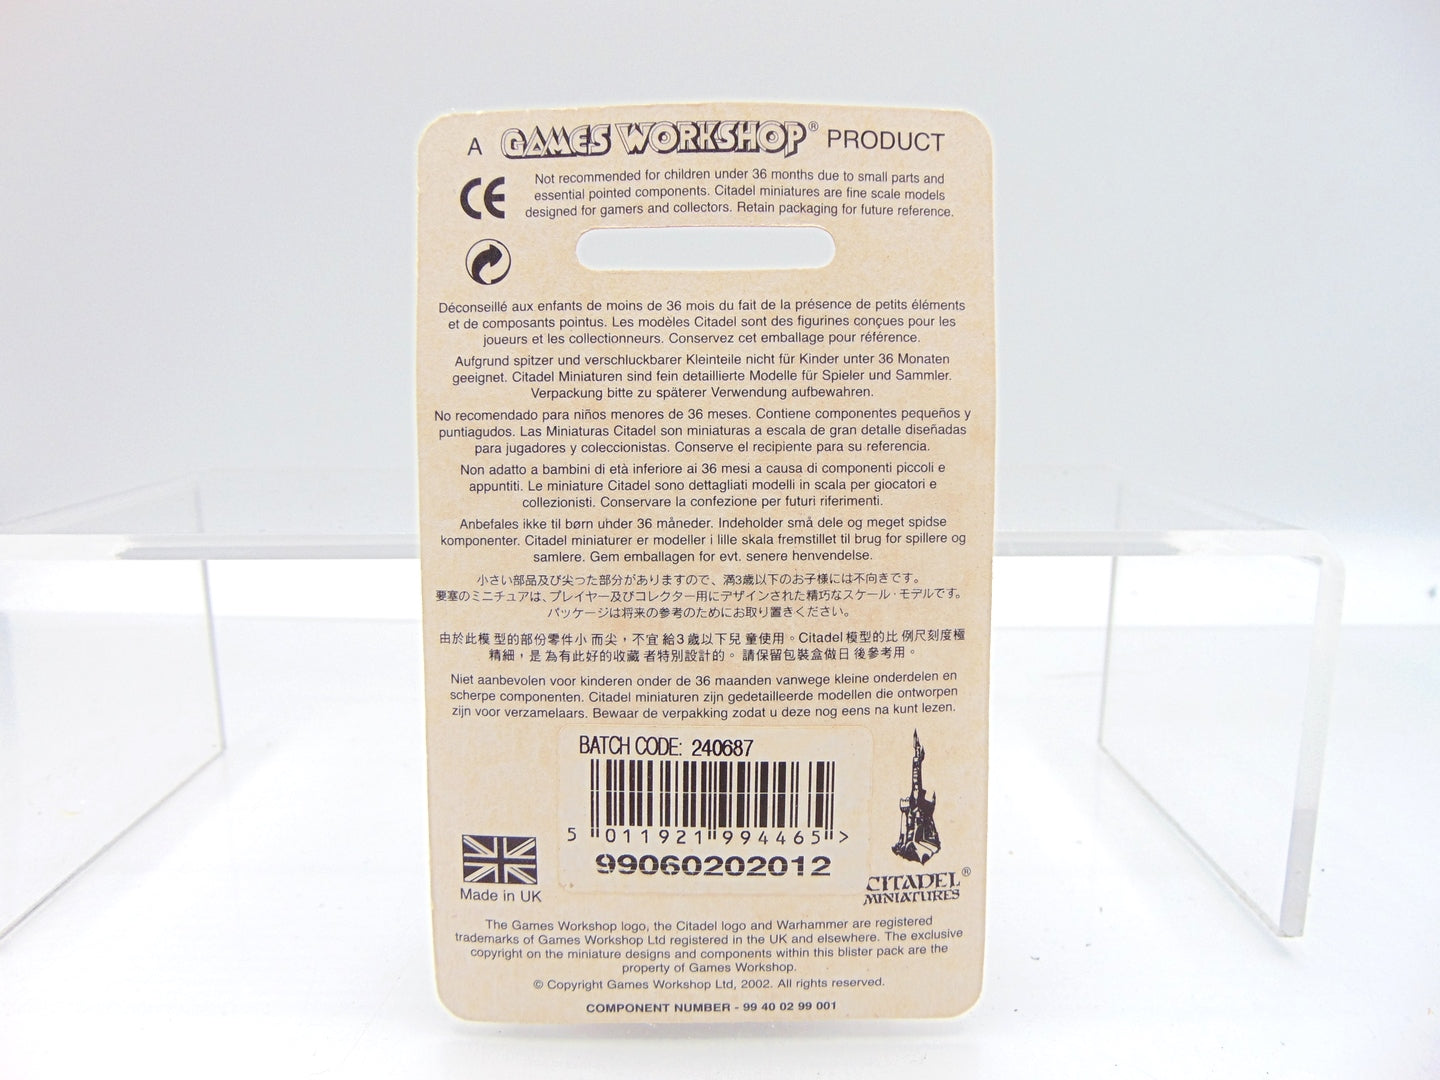 A GAMES WORKSHOP® PRODUCT
CE
Not recommended for children under 36 months due to small parts and
essential pointed components. Citadel miniatures are fine scale models
designed for gamers and collectors. Retain packaging for future reference.
Déconseillé aux enfants de moins de 36 mois du fait de la présence de petits éléments
et de composants pointus. Les modèles Citadel sont des figurines conçues pour les
joueurs et les collectionneurs. Conservez cet emballage pour référence.
Aufgrund spitzer und verschluckbarer Kleinteile nicht für Kinder unter 36 Monaten
geeignet. Citadel Miniaturen sind fein detaillierte Modelle für Spieler und Sammler.
Verpackung bitte zu späterer Verwendung aufbewahren.
No recomendado para niños menores de 36 meses. Contiene componentes pequeños y
puntiagudos. Las Miniaturas Citadel son miniaturas a escala de gran detalle diseñadas
para jugadores y coleccionistas. Conserve el recipiente para su referencia.
Non adatto a bambini di età inferiore ai 36 mesi a causa di componenti piccoli e
appuntiti. Le miniature Citadel sono dettagliati modelli in scala per giocatori e
collezionisti. Conservare la confezione per futuri riferimenti.
Anbefales ikke til børn uhder 36 måneder. Indeholder små dele og meget spidse
komponenter. Citadel miniaturer er modeller i lille skala fremstillet til brug for spillere og
samlere. Gem emballagen for evt. senere henvendelse.
小さい部品及び尖った部分がありますので、満3歳以下のお子様には不向きです。
要塞のミニチュアは、プレイヤー及びコレクター用にデザインされた精巧なスケール・モデルです。
パッケージは将来の参考のためにお取り置きください。
由於此模 型的部份零件小 而尖，不宜 給3 歲以下兒 童使用。Citadel 模型的比 例尺刻度極
精細，是 為有此好的收藏 者特別設計的。 請保留包裝盒做日 後參考用。
Niet aanbevolen voor kinderen onder de 36 maanden vanwege kleine onderdelen en
scherpe componenten. Citadel miniaturen zijn gedetailleerde modellen die ontworpen
zijn voor verzamelaars. Bewaar de verpakking zodat u deze nog eens na kunt lezen.
BATCH CODE: 240687
5 011921 994465 >
99060202012
Made in UK
CITADEL®
MINIATURES
The Games Workshop logo, the Citadel logo and Warhammer are registered
trademarks of Games Workshop Ltd registered in the UK and elsewhere. The exclusive
copyright on the miniature designs and components within this blister pack are the
property of Games Workshop.
© Copyright Games Workshop Ltd, 2002. All rights reserved.
COMPONENT NUMBER - 99 40 02 99 001